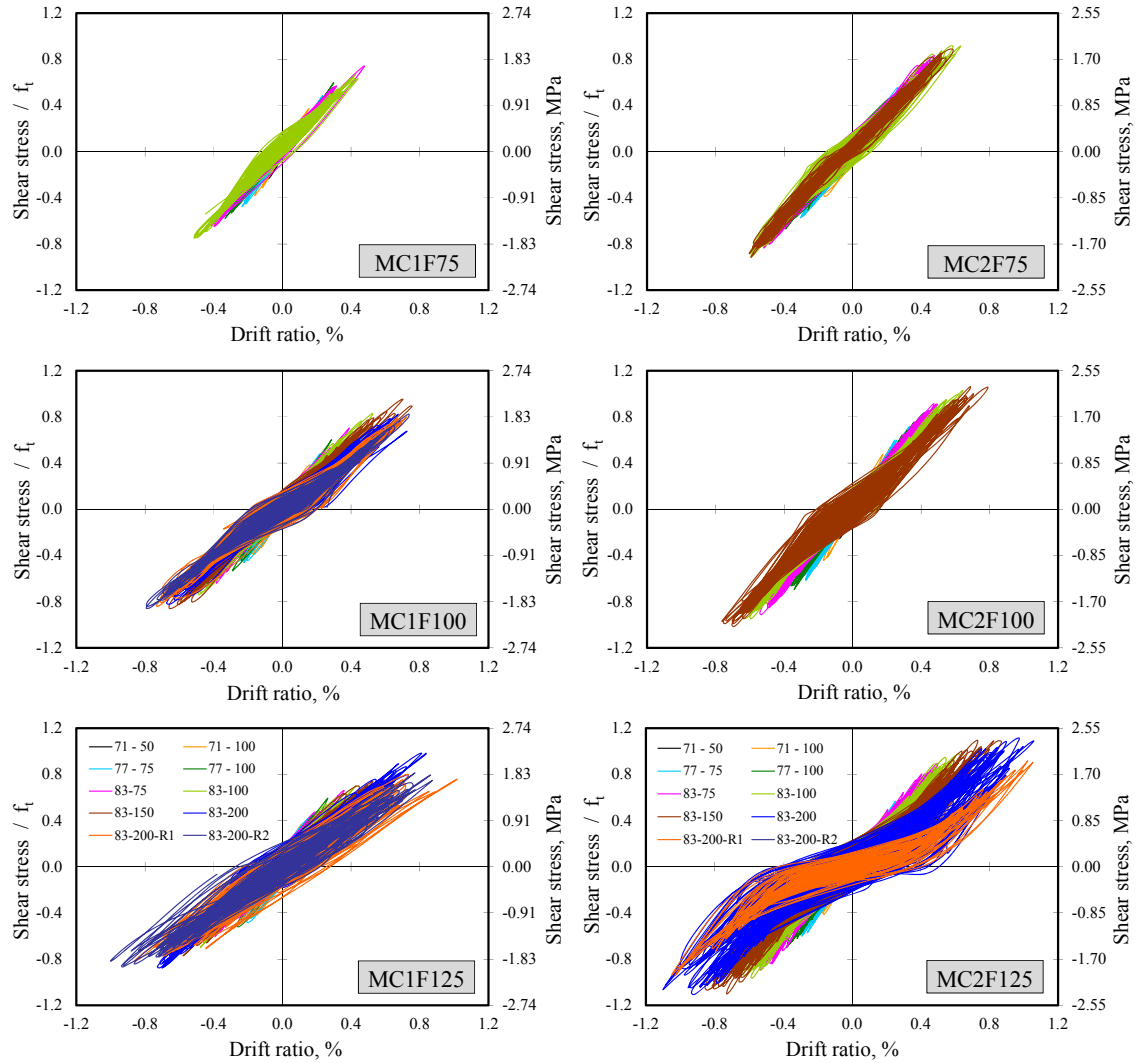 1.2 2.74 1.2 2.55
0.8 1.83 0.8 1.70
0.4 0.91 0.4 0.85
0.0 0.00 0.0 0.00
-0.4 -0.91 -0.4 -0.85
-0.8 -1.83 -0.8 -1.70
-1.2 -2.74 -1.2 -2.55
Shear stress / f_t
Shear stress, MPa
Shear stress / f_t
Shear stress, MPa
MC1F75
MC2F75
-1.2 -0.8 -0.4 0.0 0.4 0.8 1.2
-1.2 -0.8 -0.4 0.0 0.4 0.8 1.2
Drift ratio, %
Drift ratio, %
1.2 2.74 1.2 2.55
0.8 1.83 0.8 1.70
0.4 0.91 0.4 0.85
0.0 0.00 0.0 0.00
-0.4 -0.91 -0.4 -0.85
-0.8 -1.83 -0.8 -1.70
-1.2 -2.74 -1.2 -2.55
Shear stress / f_t
Shear stress, MPa
Shear stress / f_t
Shear stress, MPa
MC1F100
MC2F100
-1.2 -0.8 -0.4 0.0 0.4 0.8 1.2
-1.2 -0.8 -0.4 0.0 0.4 0.8 1.2
Drift ratio, %
Drift ratio, %
1.2 2.74 1.2 2.55
0.8 1.83 0.8 1.70
0.4 0.91 0.4 0.85
0.0 0.00 0.0 0.00
-0.4 -0.91 -0.4 -0.85
-0.8 -1.83 -0.8 -1.70
-1.2 -2.74 -1.2 -2.55
Shear stress / f_t
Shear stress, MPa
Shear stress / f_t
Shear stress, MPa
71 - 50 71 - 100
77 - 75 77 - 100
83-75 83-100
83-150 83-200
83-200-R1 83-200-R2
71 - 50 71 - 100
77 - 75 77 - 100
83-75 83-100
83-150 83-200
83-200-R1 83-200-R2
MC1F125
MC2F125
-1.2 -0.8 -0.4 0.0 0.4 0.8 1.2
-1.2 -0.8 -0.4 0.0 0.4 0.8 1.2
Drift ratio, %
Drift ratio, %